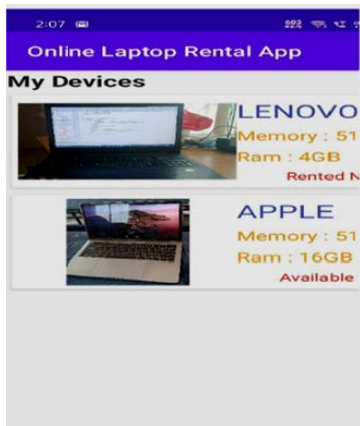 2:07
Online Laptop Rental App
My Devices
LENOVO
Memory : 51
Ram : 4GB
Rented N
APPLE
Memory : 51
Ram : 16GB
Available